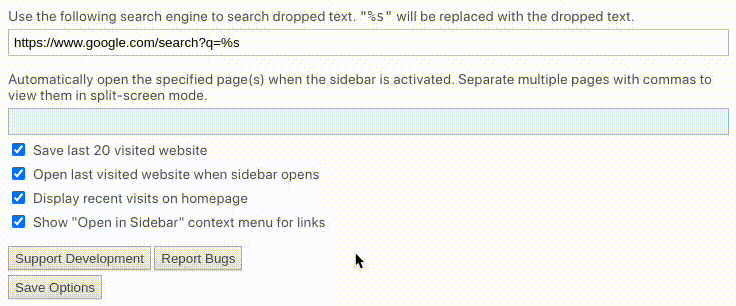 Use the following search engine to search dropped text. "%s" will be replaced with the dropped text.
https://www.google.com/search?q=%s
Automatically open the specified page(s) when the sidebar is activated. Separate multiple pages with commas to
view them in split-screen mode.
Save last 20 visited website
Open last visited website when sidebar opens
Display recent visits on homepage
Show "Open in Sidebar" context menu for links
Support Development Report Bugs
Save Options